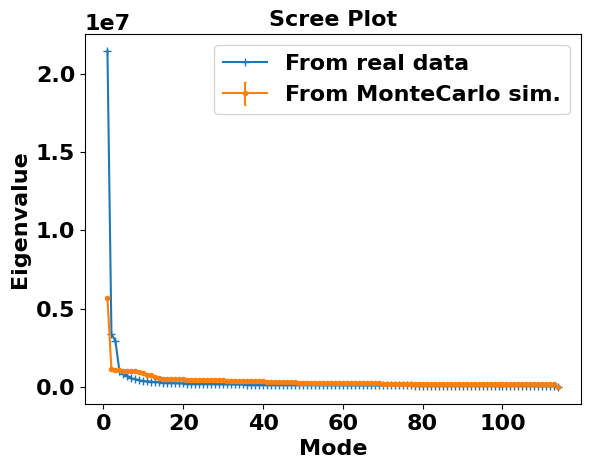 Scree Plot
1e7
From real data
From MonteCarlo sim.
2.0
1.5
1.0
0.5
0.0
Eigenvalue
0 20 40 60 80 100
Mode